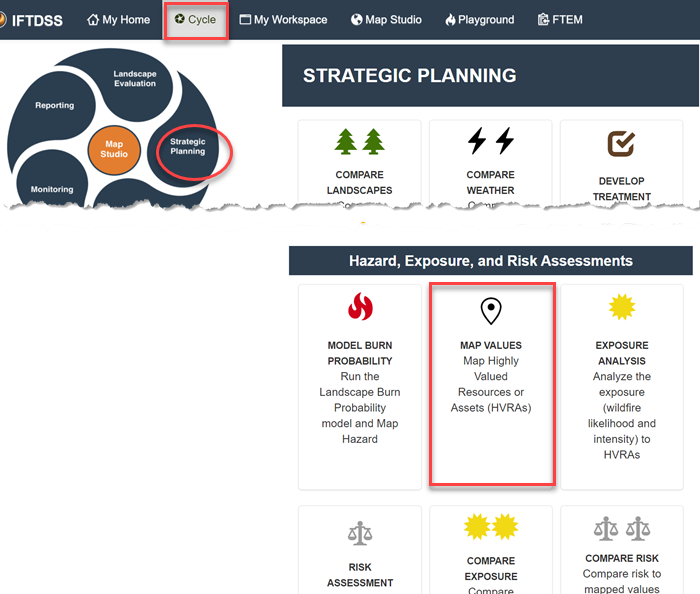 IFTDSS
My Home
Cycle
My Workspace
Map Studio
Playground
FTEM
Landscape
Evaluation
Reporting
Map
Studio
Strategic
Planning
Monitoring
STRATEGIC PLANNING
COMPARE
LANDSCAPES
COMPARE
WEATHER
DEVELOP
TREATMENT
Hazard, Exposure, and Risk Assessments
MODEL BURN
PROBABILITY
Run the
Landscape Burn
Probability
model and Map
Hazard
MAP VALUES
Map Highly
Valued
Resources or
Assets (HVRAs)
EXPOSURE
ANALYSIS
Analyze the
exposure
(wildfire
likelihood and
intensity) to
HVRAs
RISK
ASSESSMENT
COMPARE
EXPOSURE
Compare
COMPARE RISK
Compare risk to
mapped values